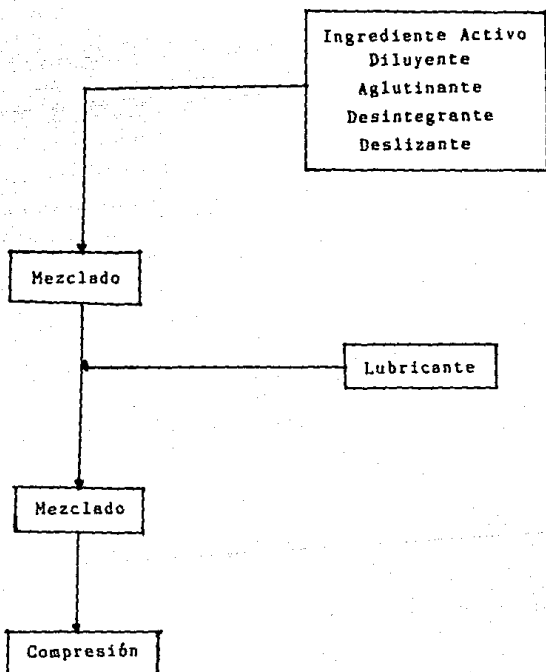 Ingrediente Activo
Diluyente
Aglutinante
Desintegrante
Deslizante
Mezclado
Lubricante
Mezclado
Compresión